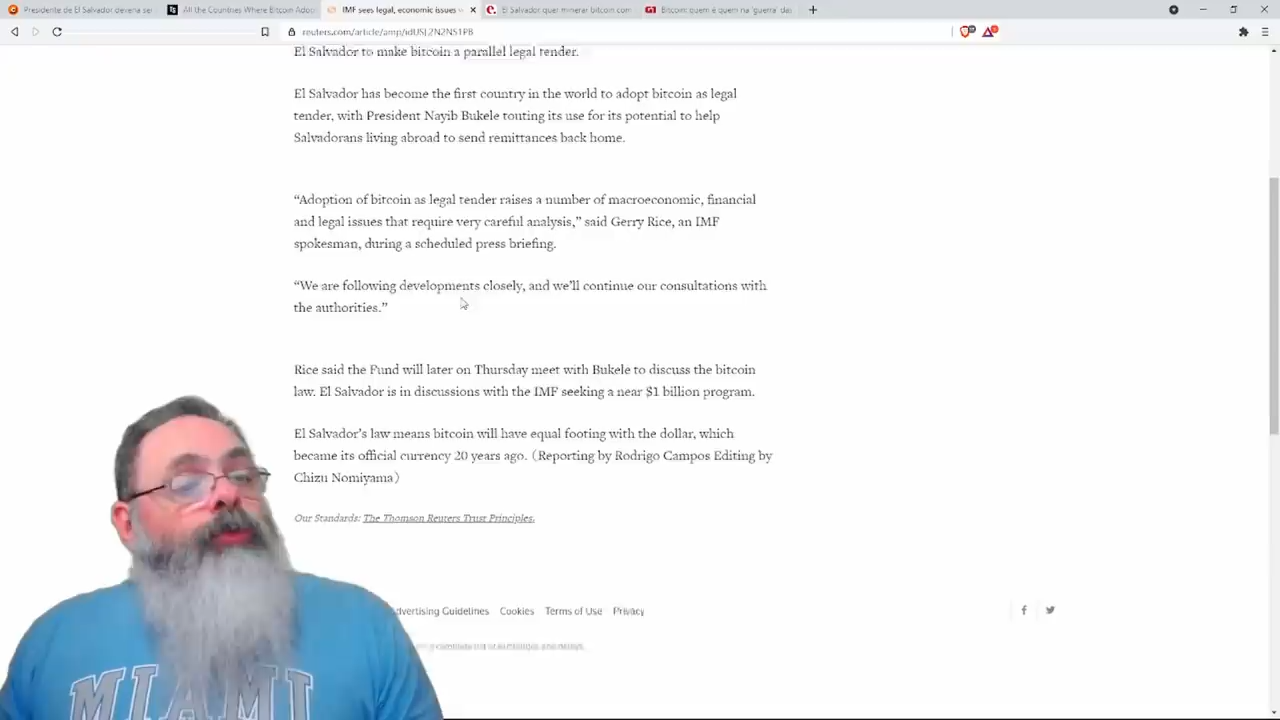 Presidente de El Salvador devena ser
All the Countries Where Bitcoin Adop
IMF sees legal, economic issues w
El Salvador quer minerar bitcoin com
Bitcoin: quem é quem na 'guerra' das
reuters.com/article/amp/idUSL2N2NS1PB
El Salvador to make bitcoin a parallel legal tender.
El Salvador has become the first country in the world to adopt bitcoin as legal
tender, with President Nayib Bukele touting its use for its potential to help
Salvadorans living abroad to send remittances back home.
“Adoption of bitcoin as legal tender raises a number of macroeconomic, financial
and legal issues that require very careful analysis,” said Gerry Rice, an IMF
spokesman, during a scheduled press briefing.
“We are following developments closely, and we’ll continue our consultations with
the authorities.”
Rice said the Fund will later on Thursday meet with Bukele to discuss the bitcoin
law. El Salvador is in discussions with the IMF seeking a near $1 billion program.
El Salvador’s law means bitcoin will have equal footing with the dollar, which
became its official currency 20 years ago. (Reporting by Rodrigo Campos Editing by
Chizu Nomiyama)
Our Standards: The Thomson Reuters Trust Principles.
dvertising Guidelines Cookies Terms of Use Privacy
MIAMI